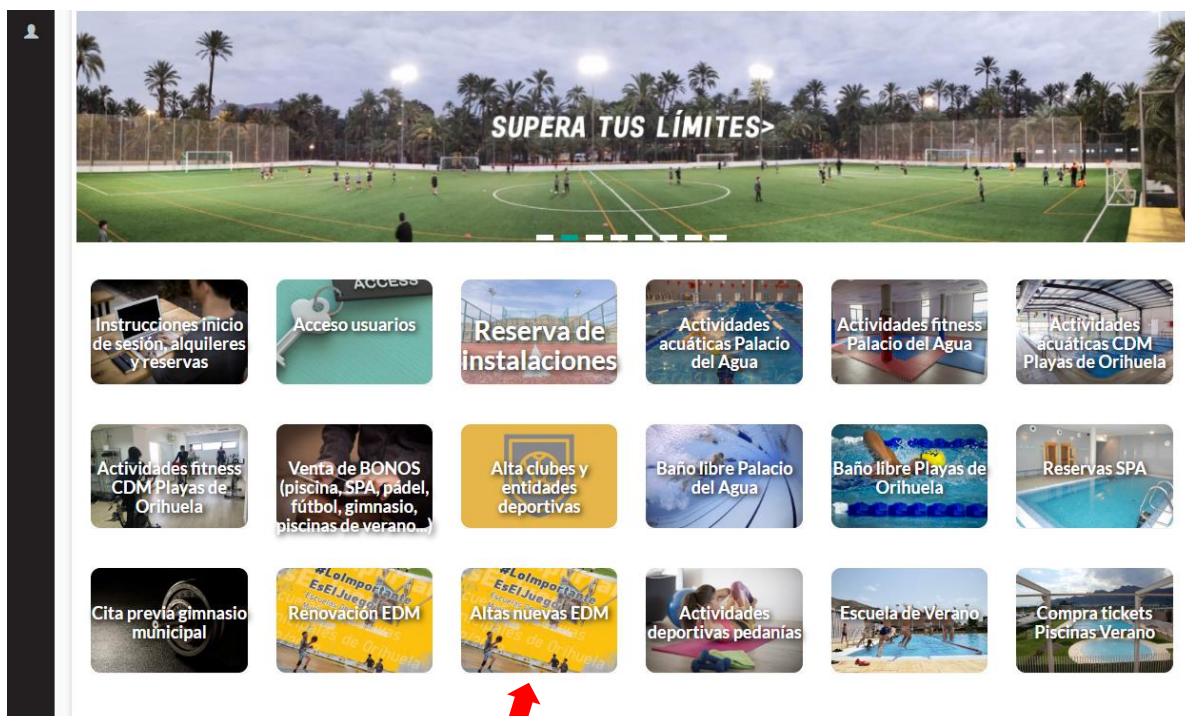 SUPERA TUS LÍMITES>
ACCESS
Instrucciones inicio
de sesión, alquileres
y reservas
Acceso usuarios
Reserva de
instalaciones
Actividades
acuáticas Palacio
del Agua
Actividades fitness
Palacio del Agua
Actividades
acuáticas CDM
Playas de Orihuela
Actividades fitness
CDM Playas de
Orihuela
Venta de BONOS
(piscina, SPA, pádel,
fútbol, gimnasio,
piscinas de verano...)
Alta clubes y
entidades
deportivas
Baño libre Palacio
del Agua
Baño libre Playas de
Orihuela
Reservas SPA
Cita previa gimnasio
municipal
#LoImportante
EsElJuego
Renovación EDM
#LoImportante
EsElJuego
Altas nuevas EDM
Actividades
deportivas pedanías
Escuela de Verano
Compra tickets
Piscinas Verano